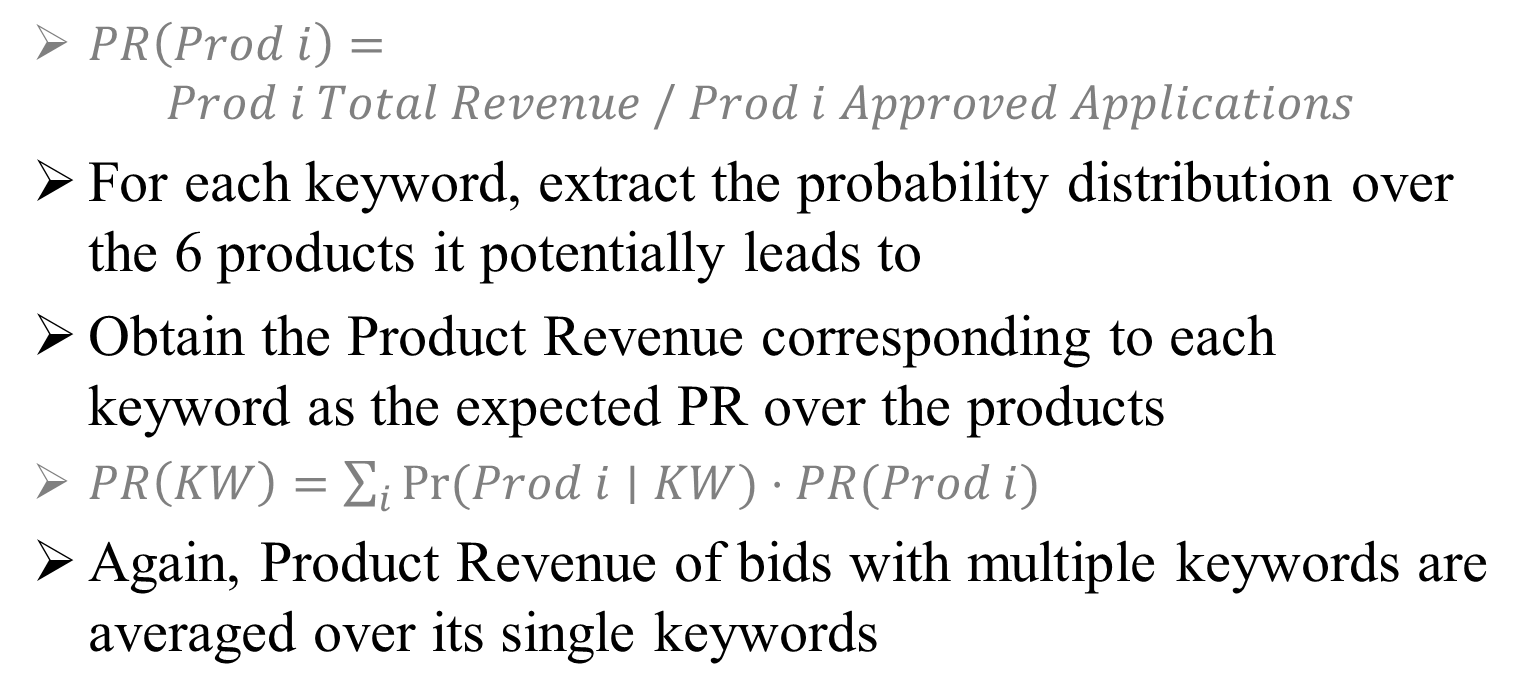 ➢ PR(Prod i) =
Prod i Total Revenue / Prod i Approved Applications
➢ For each keyword, extract the probability distribution over
the 6 products it potentially leads to
➢ Obtain the Product Revenue corresponding to each
keyword as the expected PR over the products
➢ PR(KW) = ∑ᵢ Pr(Prod i | KW) · PR(Prod i)
➢ Again, Product Revenue of bids with multiple keywords are
averaged over its single keywords